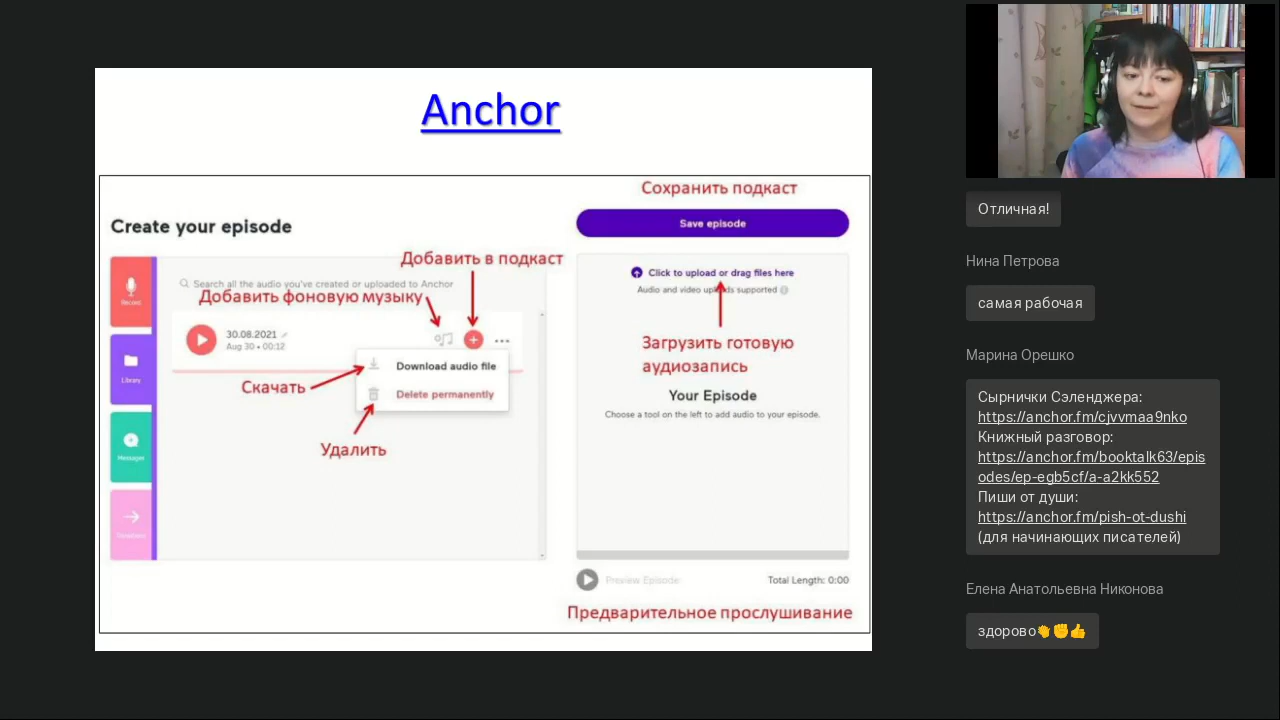 Anchor
Сохранить подкаст
Create your episode
Save episode
Добавить в подкаст
Search all the audio you've created or uploaded to Anchor
Добавить фоновую музыку
Click to upload or drag files here
Audio and video uploads supported
Record
30.08.2021
Aug 30 • 00:12
Загрузить готовую
аудиозапись
Library
Download audio file
Скачать
Delete permanently
Your Episode
Choose a tool on the left to add audio to your episode.
Удалить
Messages
Transitions
Preview Episode
Total Length: 0:00
Предварительное прослушивание
Отличная!
Нина Петрова
самая рабочая
Марина Орешко
Сырнички Сэленджера:
https://anchor.fm/cjvvmaa9nko
Книжный разговор:
https://anchor.fm/booktalk63/epis
odes/ep-egb5cf/a-a2kk552
Пиши от души:
https://anchor.fm/pish-ot-dushi
(для начинающих писателей)
Елена Анатольевна Никонова
здорово👏✊👍